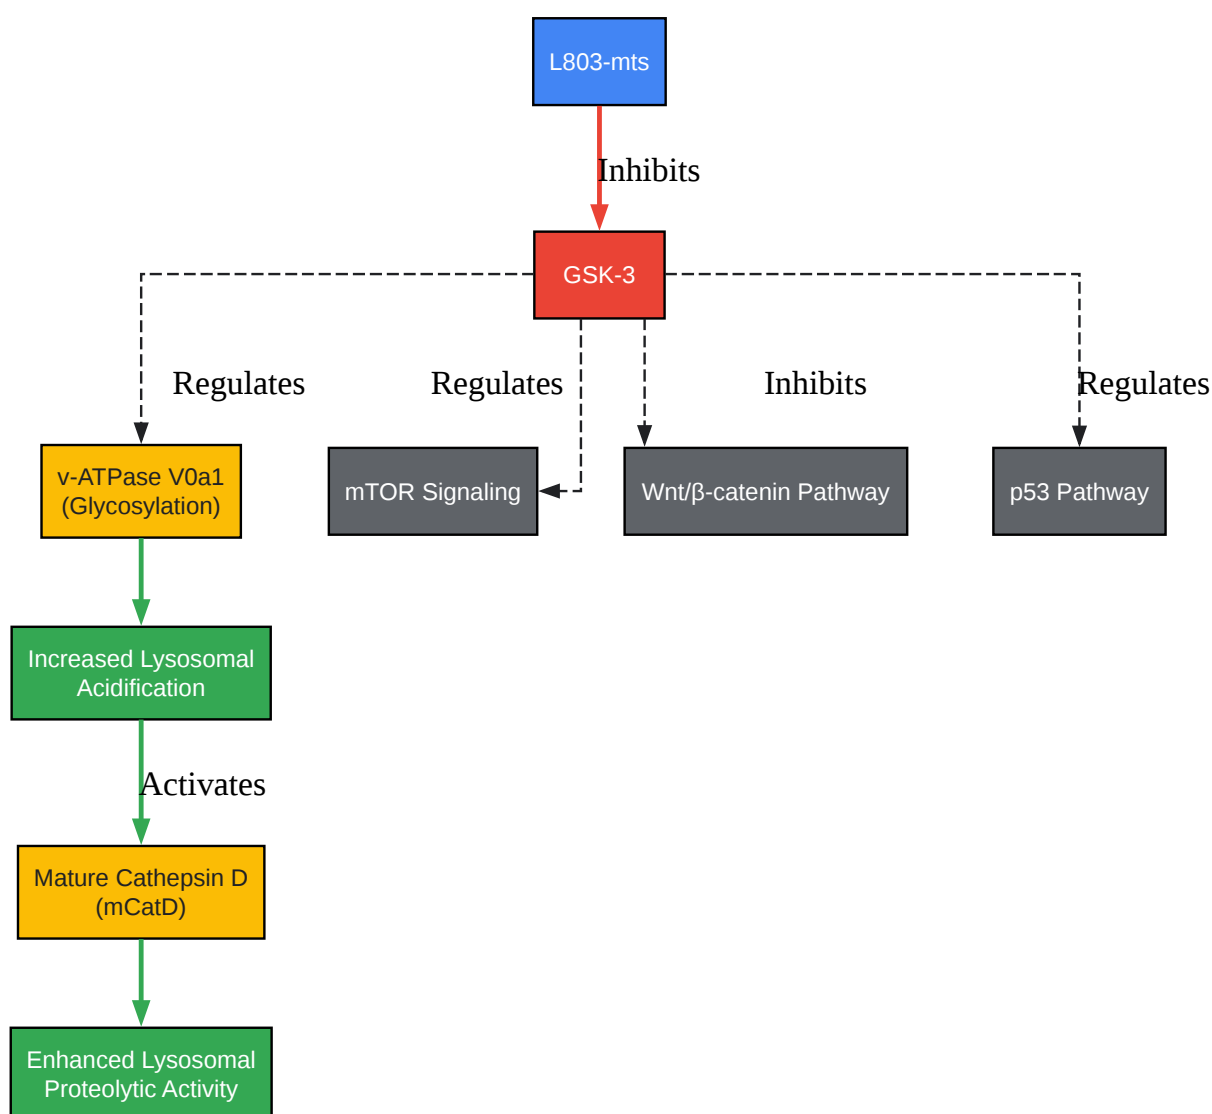 L803-mts
Inhibits
GSK-3
Regulates
Regulates
Inhibits
Regulates
v-ATPase V0a1
(Glycosylation)
mTOR Signaling
Wnt/β-catenin Pathway
p53 Pathway
Increased Lysosomal
Acidification
Activates
Mature Cathepsin D
(mCatD)
Enhanced Lysosomal
Proteolytic Activity